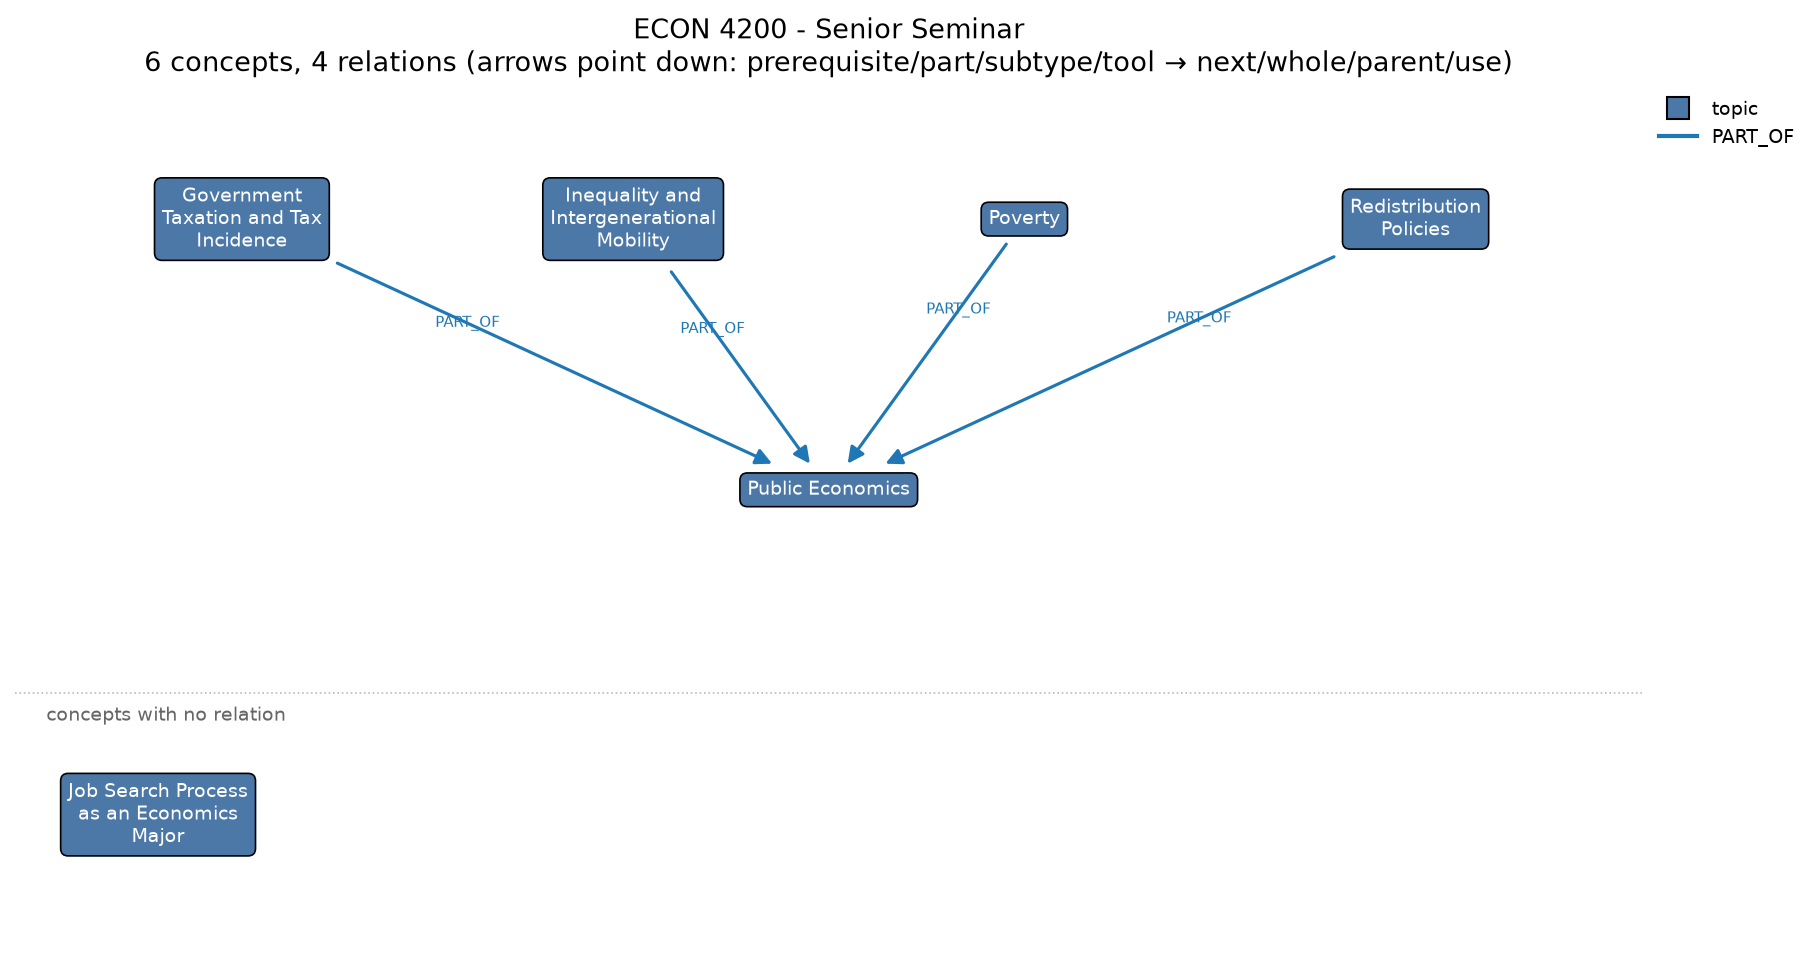 ECON 4200 - Senior Seminar
6 concepts, 4 relations (arrows point down: prerequisite/part/subtype/tool → next/whole/parent/use)
topic
PART_OF
Government
Taxation and Tax
Incidence
Inequality and
Intergenerational
Mobility
Poverty
Redistribution
Policies
PART_OF
PART_OF
PART_OF
PART_OF
Public Economics
concepts with no relation
Job Search Process
as an Economics
Major